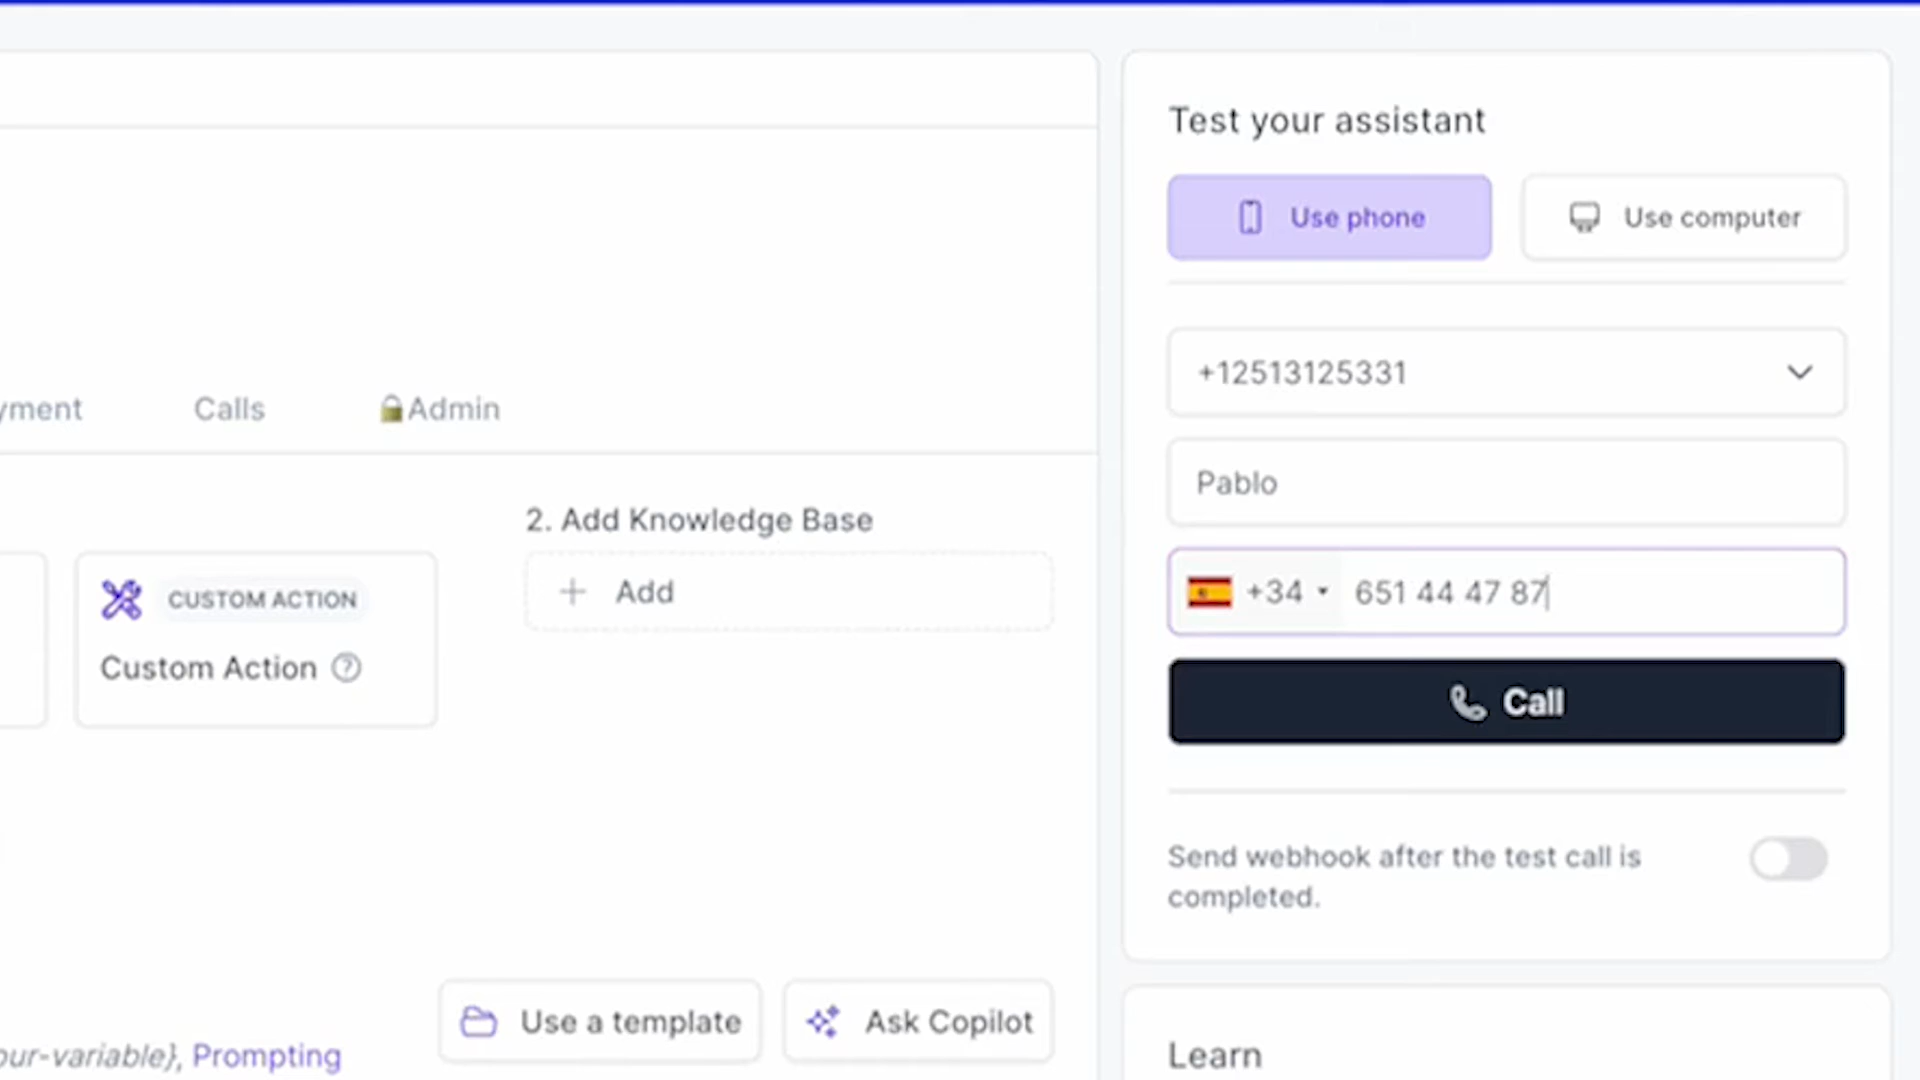 Test your assistant
Use phone
Use computer
+12513125331
Pablo
+34 651 44 47 87
Call
Send webhook after the test call is
completed.
Learn
yment
Calls
Admin
CUSTOM ACTION
Custom Action
2. Add Knowledge Base
Add
Use a template
Ask Copilot
our-variable}, Prompting